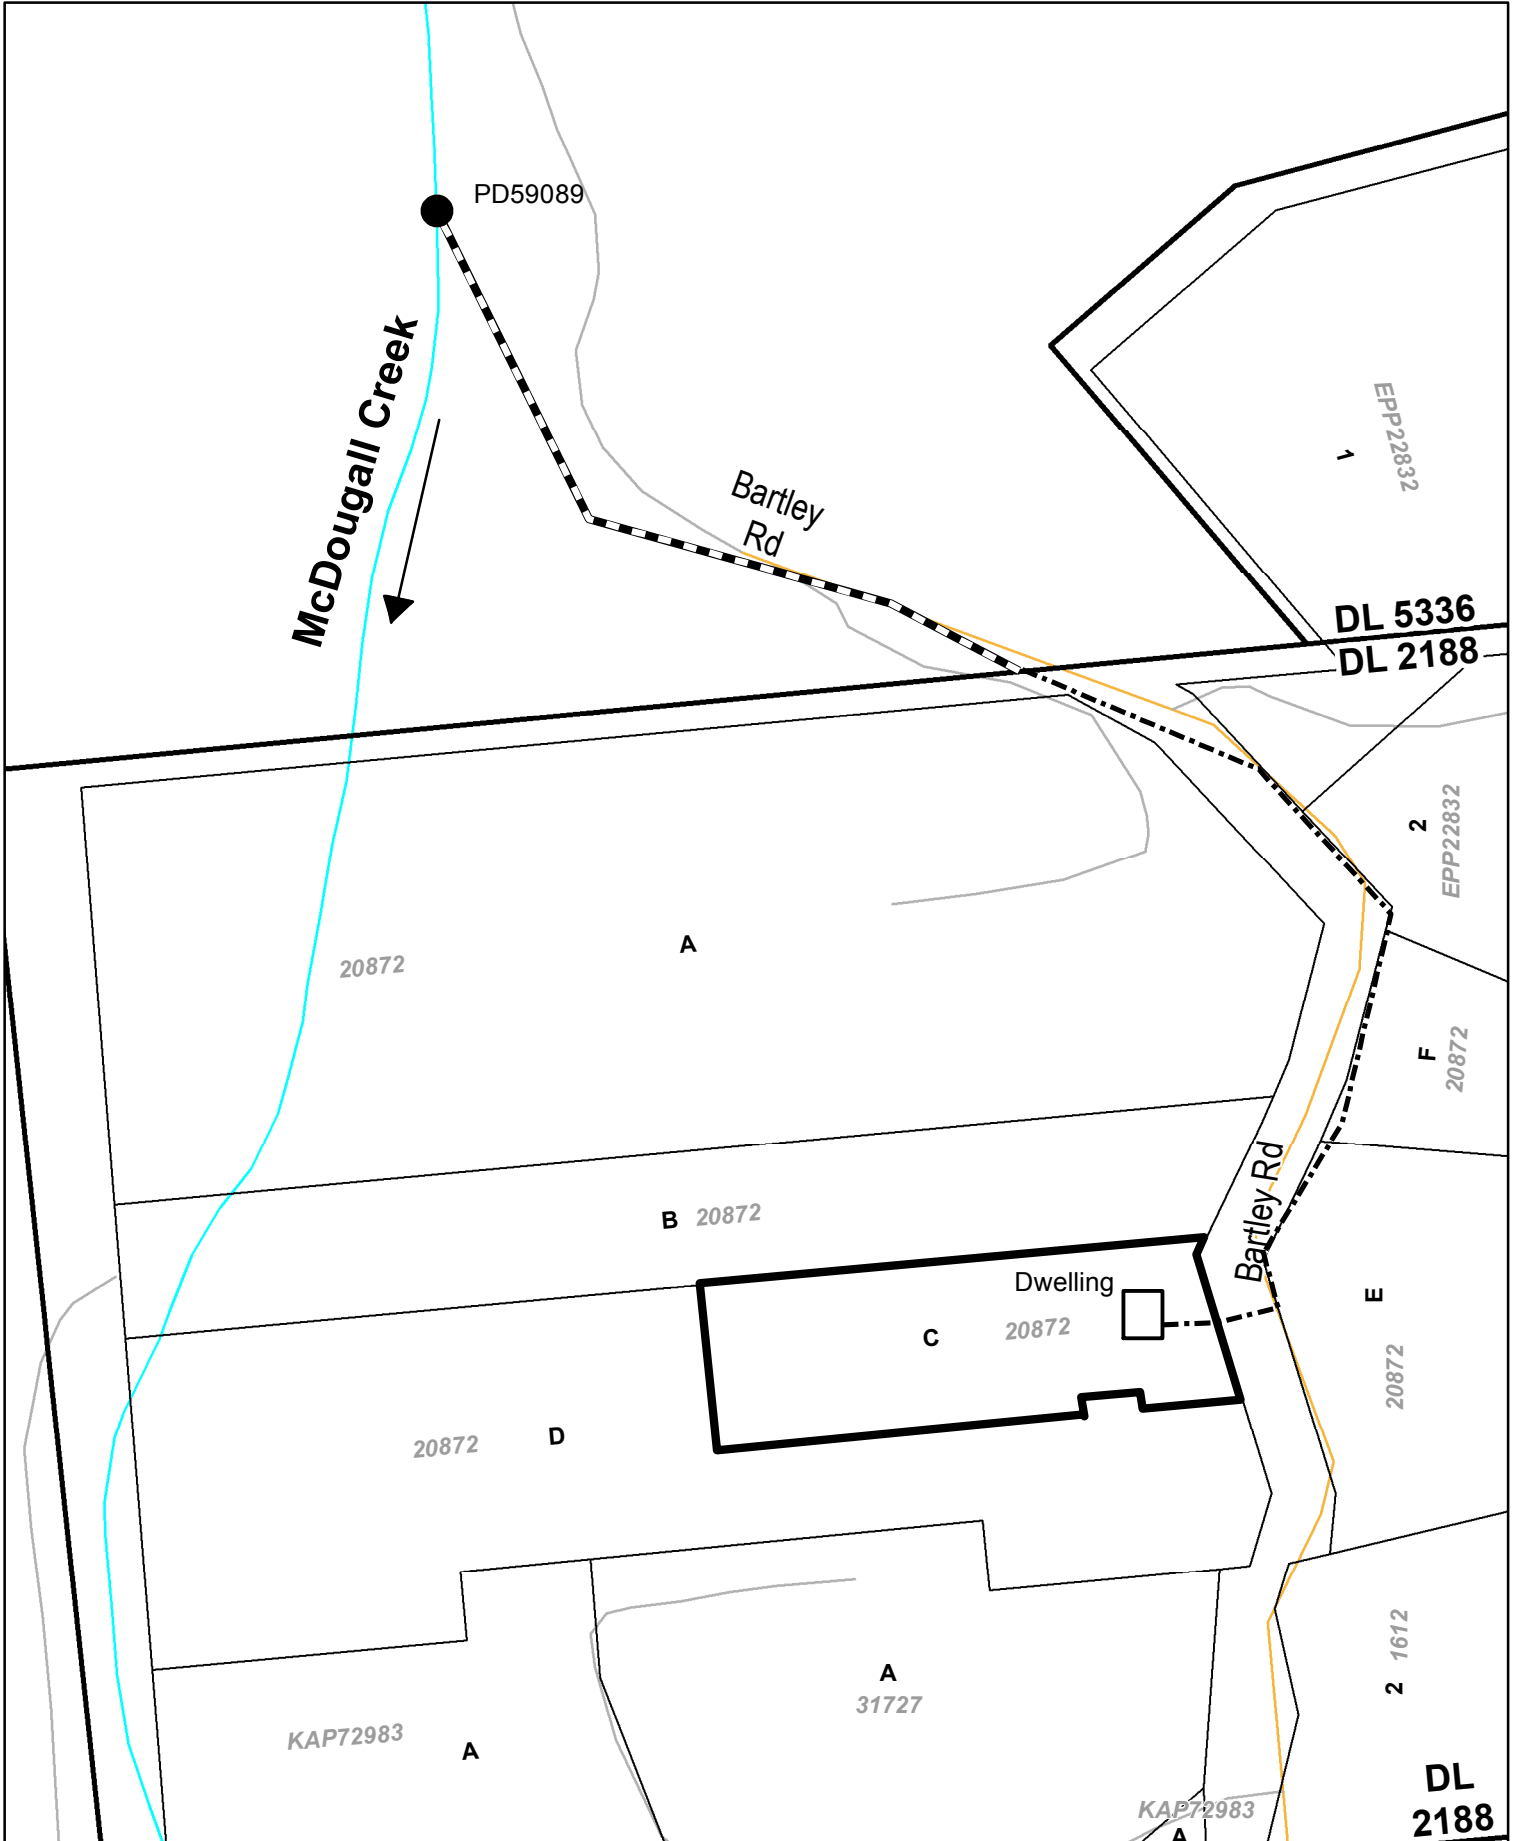 PD59089
McDougall Creek
Bartley
Rd
EPP22832
1
DL 5336
DL 2188
2
EPP22832
A
20872
F
20872
B 20872
Bartley Rd
Dwelling
C 20872
E
20872
20872 D
A
31727
2 1612
KAP72983
A
DL
2188
KAP72983
A